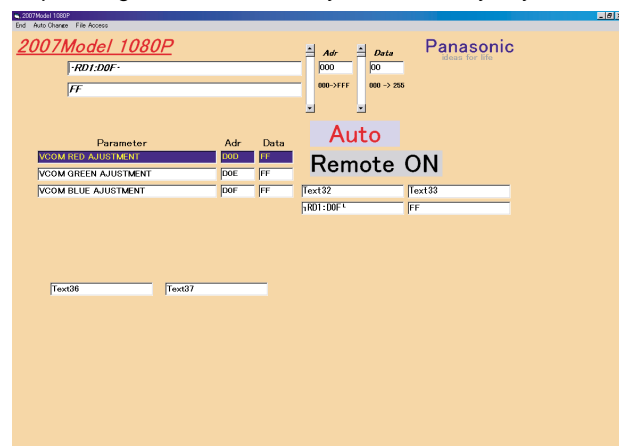 2007Model 1080P
End Auto Change File Access
2007Model 1080P
Adr Data
Panasonic
ideas for life
-RD1:D0F-
000 00
FF
000->FFF 000 -> 255
Auto
Parameter Adr Data
Remote ON
VCOM RED AJUSTMENT D0D FF
VCOM GREEN AJUSTMENT D0E FF
VCOM BLUE AJUSTMENT D0F FF
Text32 Text33
RD1:D0F FF
Text36 Text37